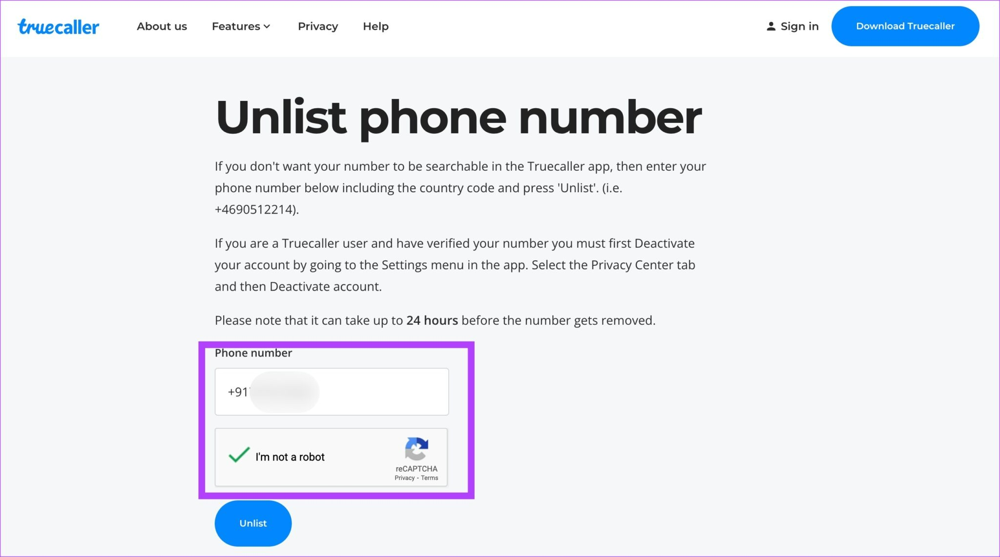 truecaller About us Features Privacy Help Sign in Download Truecaller
Unlist phone number
If you don't want your number to be searchable in the Truecaller app, then enter your
phone number below including the country code and press 'Unlist'. (i.e.
+4690512214).
If you are a Truecaller user and have verified your number you must first Deactivate
your account by going to the Settings menu in the app. Select the Privacy Center tab
and then Deactivate account.
Please note that it can take up to 24 hours before the number gets removed.
Phone number
+91
I'm not a robot
reCAPTCHA
Privacy - Terms
Unlist